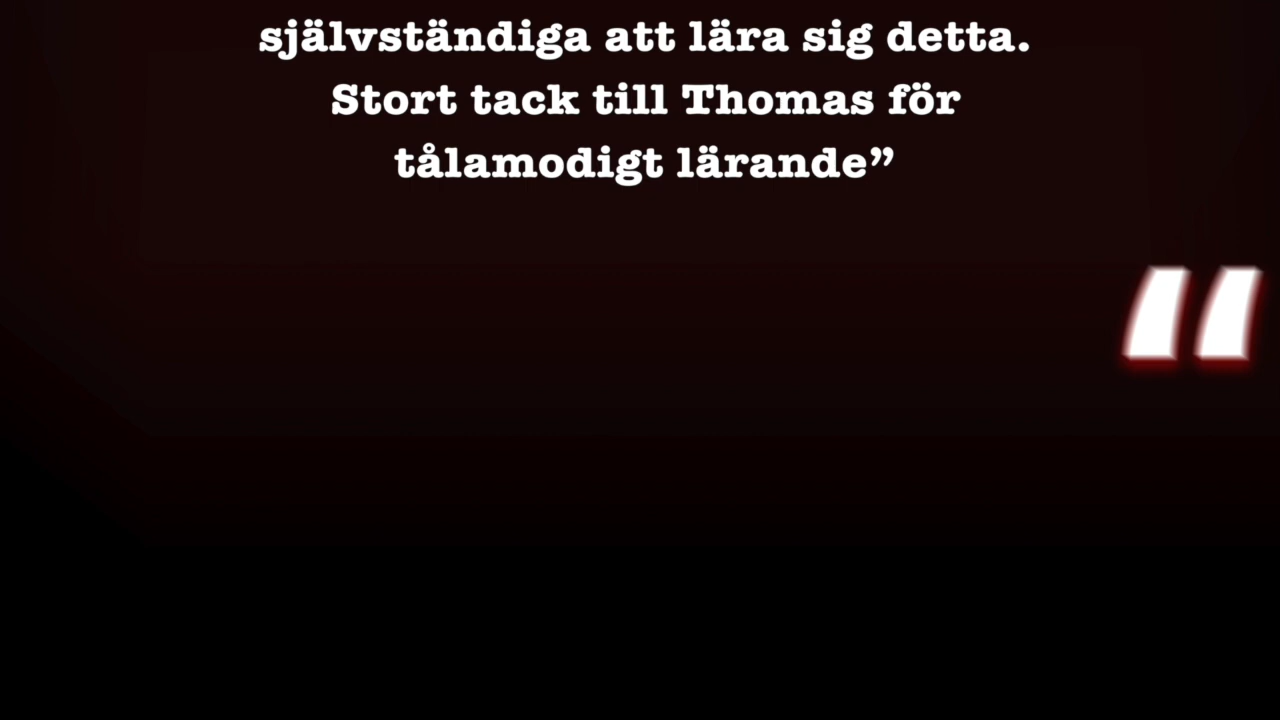 självständiga att lära sig detta.
Stort tack till Thomas för
tålamodigt lärande”
“